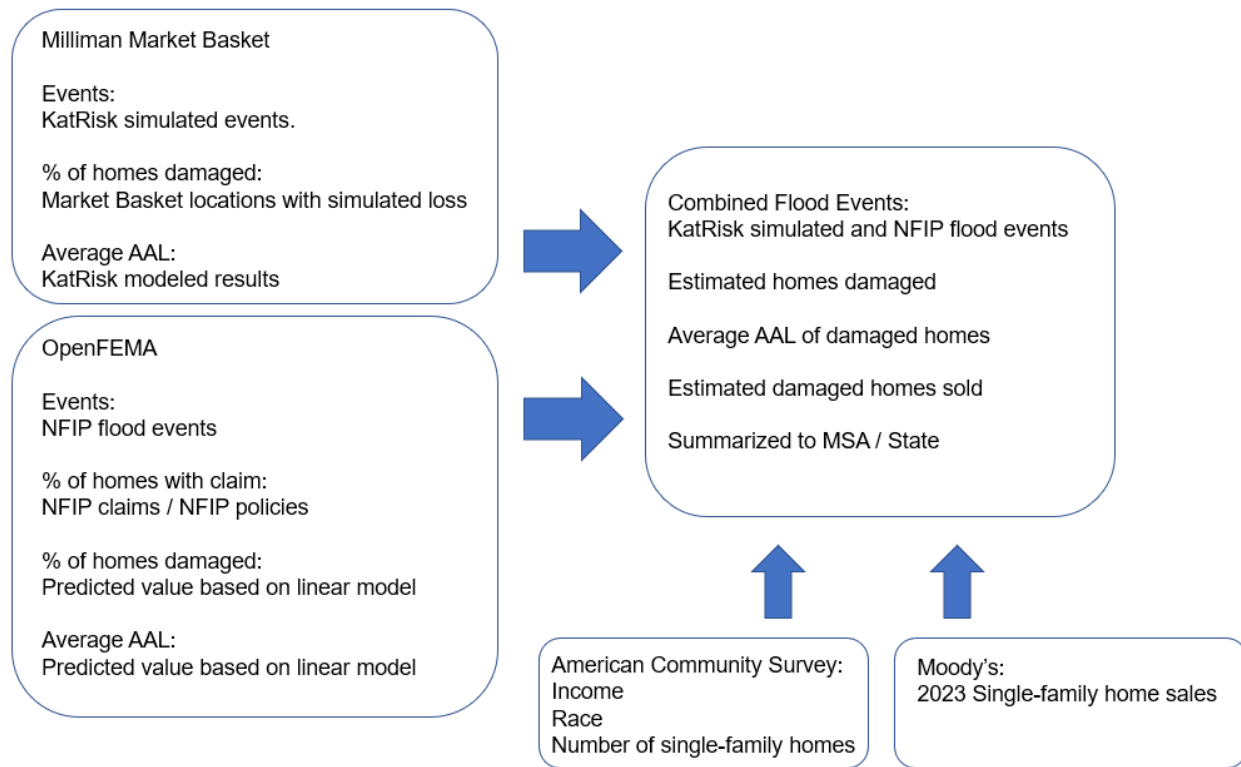 Milliman Market Basket
Events:
KatRisk simulated events.
% of homes damaged:
Market Basket locations with simulated loss
Average AAL:
KatRisk modeled results
OpenFEMA
Events:
NFIP flood events
% of homes with claim:
NFIP claims / NFIP policies
% of homes damaged:
Predicted value based on linear model
Average AAL:
Predicted value based on linear model
Combined Flood Events:
KatRisk simulated and NFIP flood events
Estimated homes damaged
Average AAL of damaged homes
Estimated damaged homes sold
Summarized to MSA / State
American Community Survey:
Income
Race
Number of single-family homes
Moody's:
2023 Single-family home sales